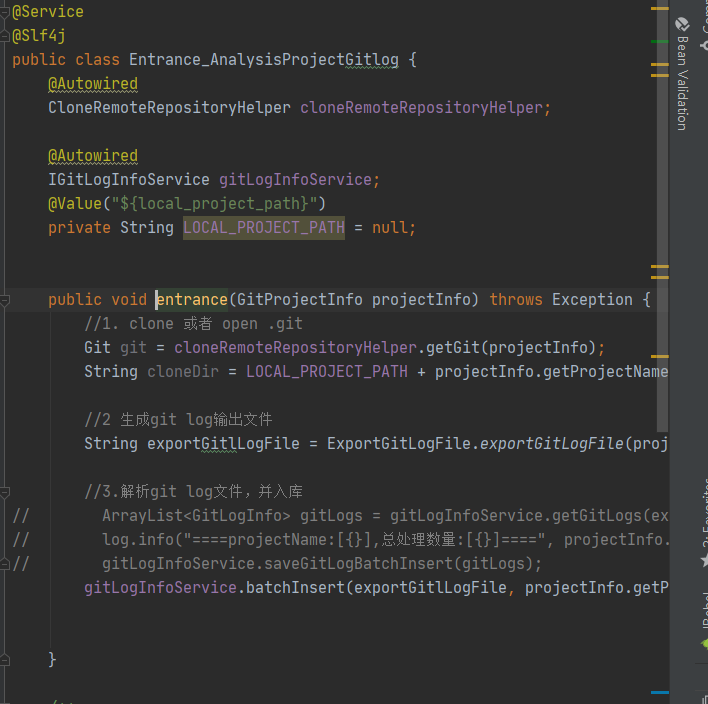 @Service
@Slf4j
public class Entrance_AnalysisProjectGitlog {
    @Autowired
    CloneRemoteRepositoryHelper cloneRemoteRepositoryHelper;
    @Autowired
    IGitLogInfoService gitLogInfoService;
    @Value("${local_project_path}")
    private String LOCAL_PROJECT_PATH = null;
    public void entrance(GitProjectInfo projectInfo) throws Exception {
        //1. clone 或者 open .git
        Git git = cloneRemoteRepositoryHelper.getGit(projectInfo);
        String cloneDir = LOCAL_PROJECT_PATH + projectInfo.getProjectName
        //2 生成git log输出文件
        String exportGitlLogFile = ExportGitLogFile.exportGitLogFile(proj
        //3.解析git log文件，并入库
//        ArrayList<GitLogInfo> gitLogs = gitLogInfoService.getGitLogs(ex
//        log.info("====projectName:[{}],总处理数量:[{}]====", projectInfo.
//        gitLogInfoService.saveGitLogBatchInsert(gitLogs);
        gitLogInfoService.batchInsert(exportGitlLogFile, projectInfo.getP
    }
Bean Validation